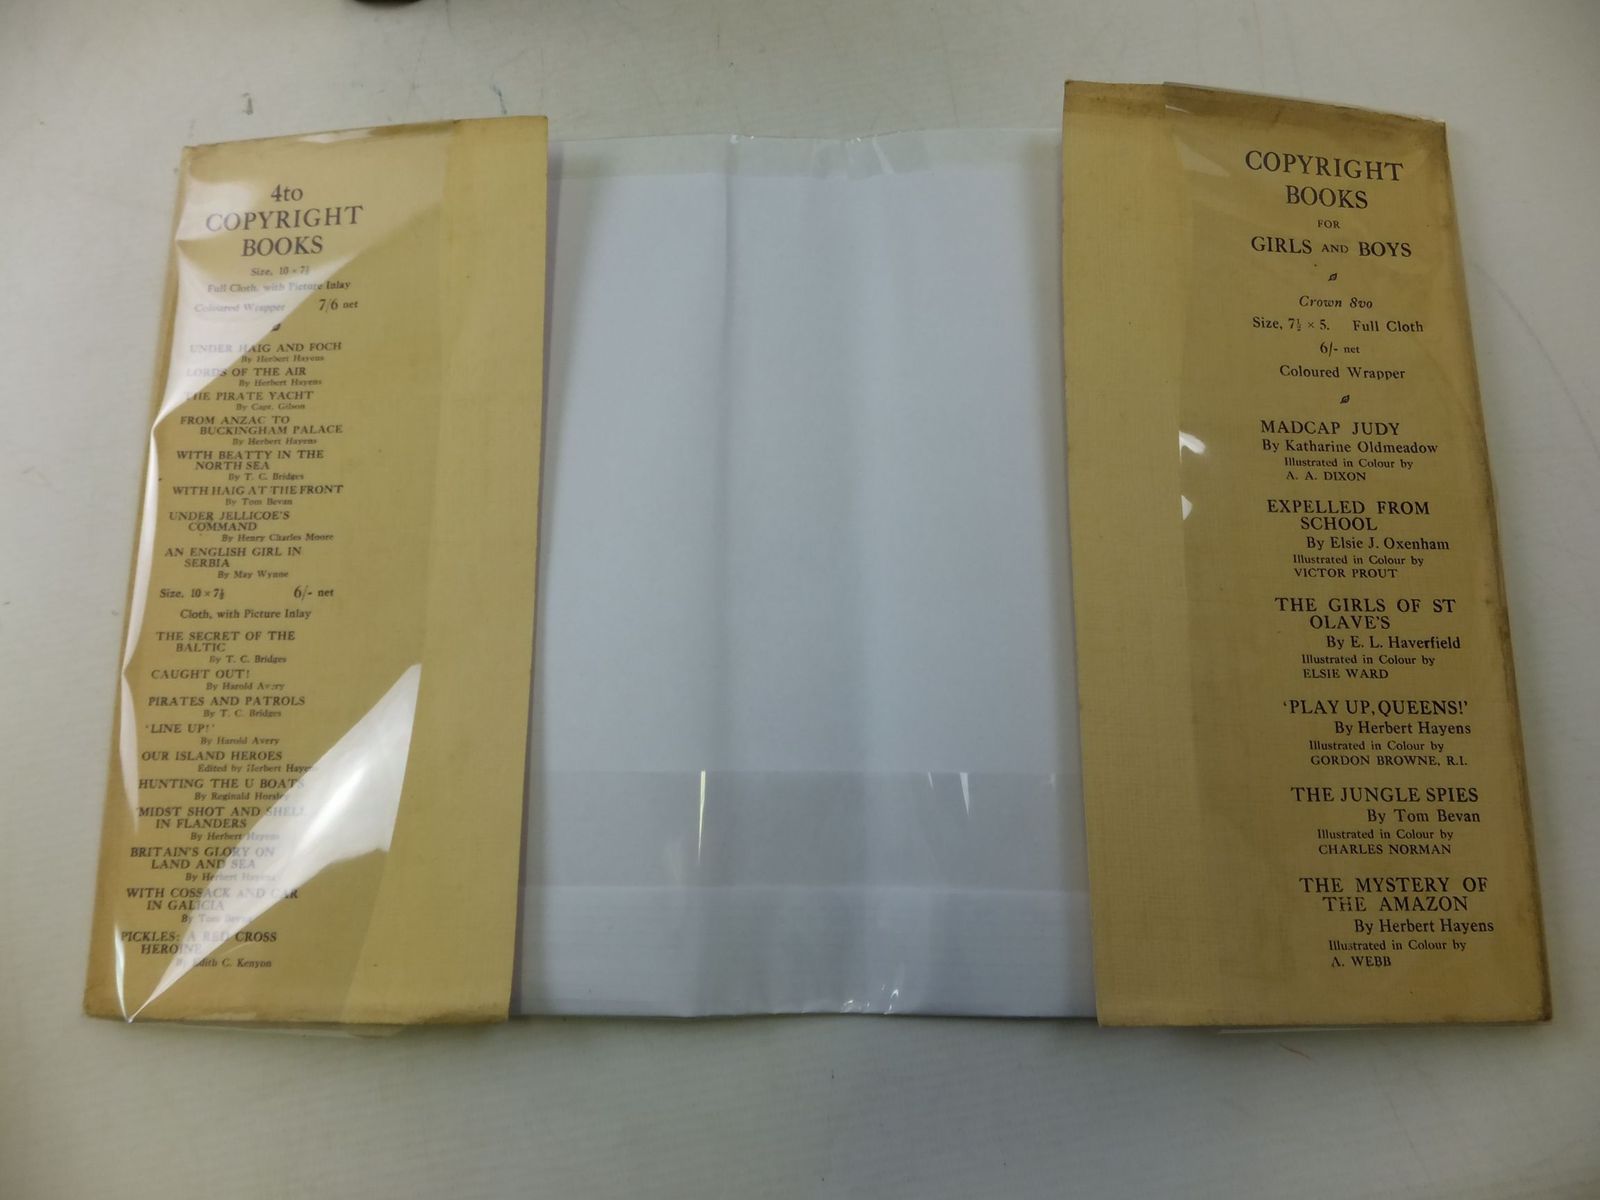 4to
COPYRIGHT
BOOKS
Size, 10 × 7½
Full Cloth, with Picture Inlay
Coloured Wrapper 7/6 net
UNDER HAIG AND FOCH
By Herbert Hayens
LORDS OF THE AIR
By Herbert Hayens
THE PIRATE YACHT
By Capt. Gilson
FROM ANZAC TO
BUCKINGHAM PALACE
By Herbert Hayens
WITH BEATTY IN THE
NORTH SEA
By T. C. Bridges
WITH HAIG AT THE FRONT
By Tom Bevan
UNDER JELLICOE'S
COMMAND
By Henry Charles Moore
AN ENGLISH GIRL IN
SERBIA
By May Wynne
Size, 10 × 7½ 6/- net
Cloth, with Picture Inlay
THE SECRET OF THE
BALTIC
By T. C. Bridges
CAUGHT OUT!
By Harold Avery
PIRATES AND PATROLS
By T. C. Bridges
'LINE UP!'
By Harold Avery
OUR ISLAND HEROES
Edited by Herbert Hayens
HUNTING THE U BOATS
By Reginald Horsley
'MIDST SHOT AND SHELL
IN FLANDERS
By Herbert Hayens
BRITAIN'S GLORY ON
LAND AND SEA
By Herbert Hayens
WITH COSSACK AND CAR
IN GALICIA
By Tom Bevan
PICKLES: A RED CROSS
HEROINE
By Edith C. Kenyon
COPYRIGHT
BOOKS
FOR
GIRLS AND BOYS
Crown 8vo
Size, 7½ × 5. Full Cloth
6/- net
Coloured Wrapper
MADCAP JUDY
By Katharine Oldmeadow
Illustrated in Colour by
A. A. DIXON
EXPELLED FROM
SCHOOL
By Elsie J. Oxenham
Illustrated in Colour by
VICTOR PROUT
THE GIRLS OF ST
OLAVE'S
By E. L. Haverfield
Illustrated in Colour by
ELSIE WARD
'PLAY UP, QUEENS!'
By Herbert Hayens
Illustrated in Colour by
GORDON BROWNE, R.I.
THE JUNGLE SPIES
By Tom Bevan
Illustrated in Colour by
CHARLES NORMAN
THE MYSTERY OF
THE AMAZON
By Herbert Hayens
Illustrated in Colour by
A. WEBB